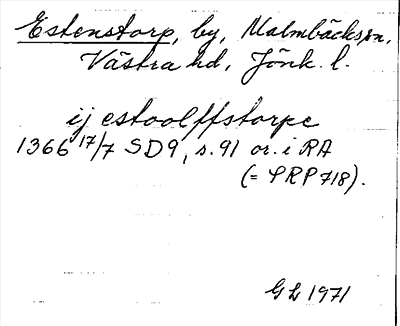 Estenstorp, by, Malmbäcks sn,
Västra hd, Jönk. l.
ij estoolffstorpe
1366 17/7 SD9, s. 91 or. i RA
(= SRP 718).
GL 1971